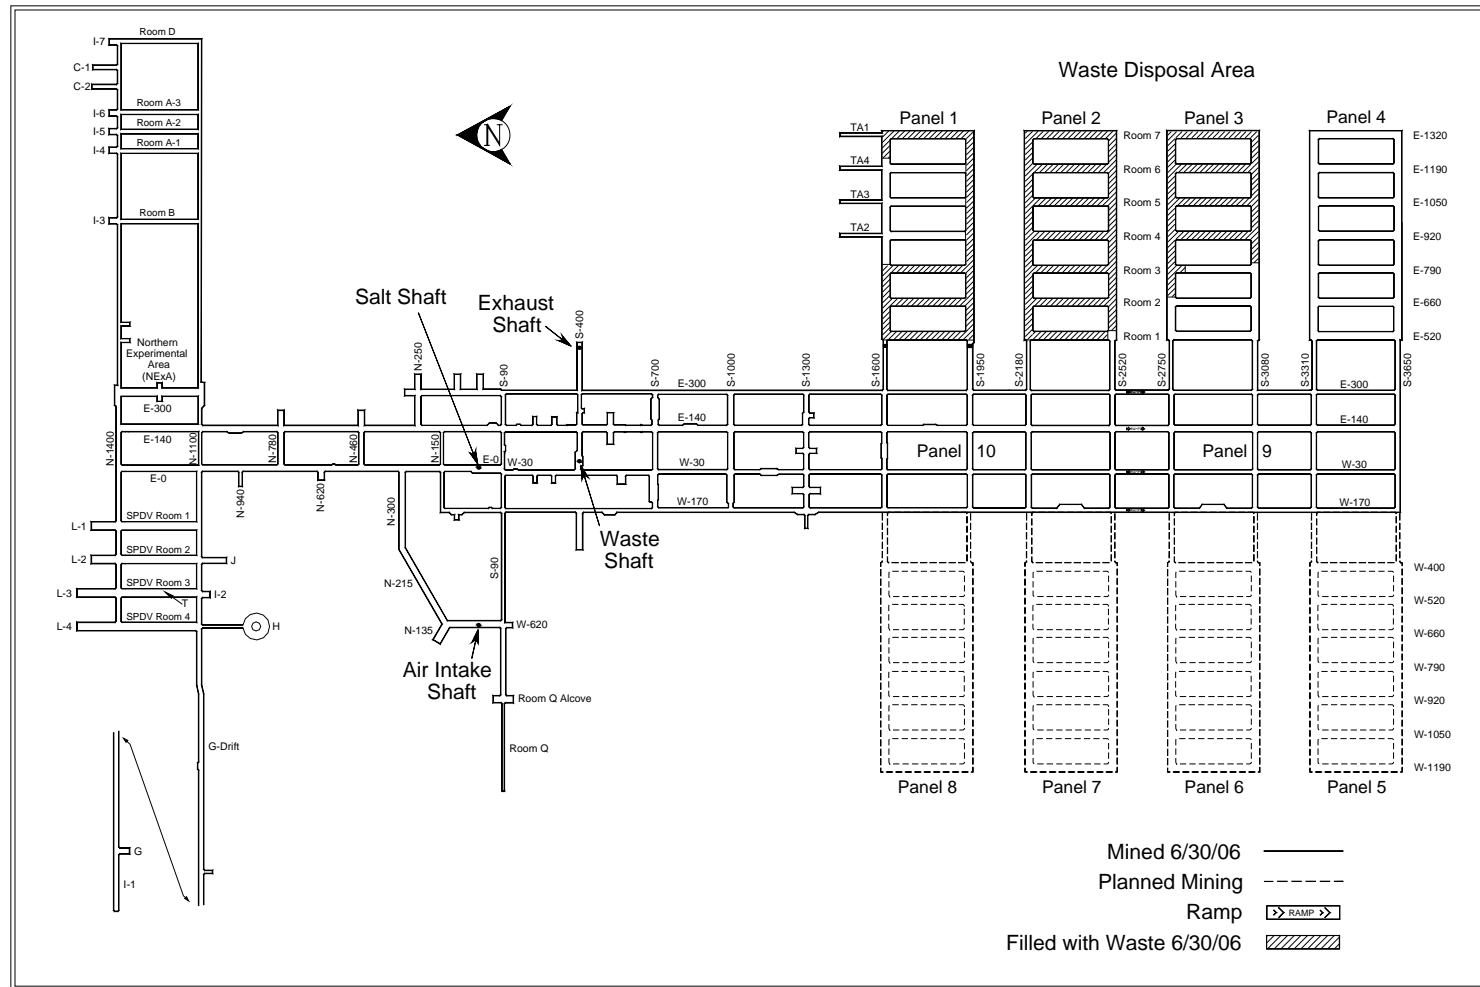 Room D
I-7
C-1
C-2
Room A-3
I-6
Room A-2
I-5
Room A-1
I-4
Room B
I-3
Northern
Experimental
Area
(NExA)
E-300
N-1400
E-140
N-1100
E-0
N-780
N-460
N-150
N-250
N-940
N-620
N-300
SPDV Room 1
L-1
SPDV Room 2
L-2
J
SPDV Room 3
L-3
I-2
T
SPDV Room 4
L-4
H
G-Drift
G
I-1
N
Salt Shaft
Exhaust
Shaft
S-400
S-90
E-0
W-30
Waste
Shaft
N-215
S-90
N-135
W-620
Air Intake
Shaft
Room Q Alcove
Room Q
S-700
E-300
S-1000
S-1300
S-1600
E-140
W-30
W-170
Waste Disposal Area
Panel 1
Panel 2
Panel 3
Panel 4
TA1
TA4
TA3
TA2
Room 7
Room 6
Room 5
Room 4
Room 3
Room 2
Room 1
E-1320
E-1190
E-1050
E-920
E-790
E-660
E-520
S-1950
S-2180
S-2520
S-2750
S-3080
S-3310
S-3650
E-300
E-140
Panel 10
Panel 9
W-30
W-170
W-400
W-520
W-660
W-790
W-920
W-1050
W-1190
Panel 8
Panel 7
Panel 6
Panel 5
Mined 6/30/06
Planned Mining
Ramp
RAMP
Filled with Waste 6/30/06